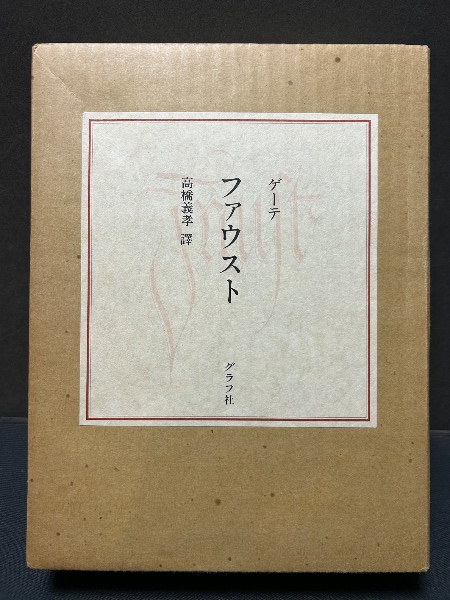 ゲーテ
ファウスト
高橋義孝 譯
グラフ社
Faust